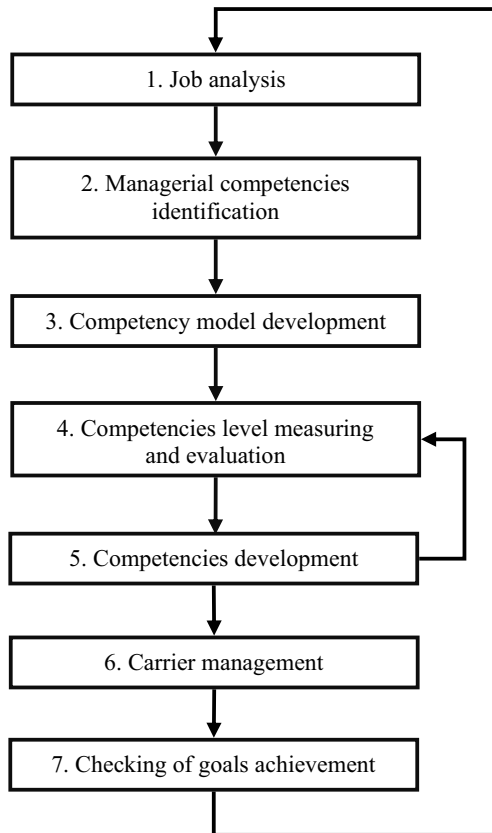 1. Job analysis
2. Managerial competencies
identification
3. Competency model development
4. Competencies level measuring
and evaluation
5. Competencies development
6. Carrier management
7. Checking of goals achievement